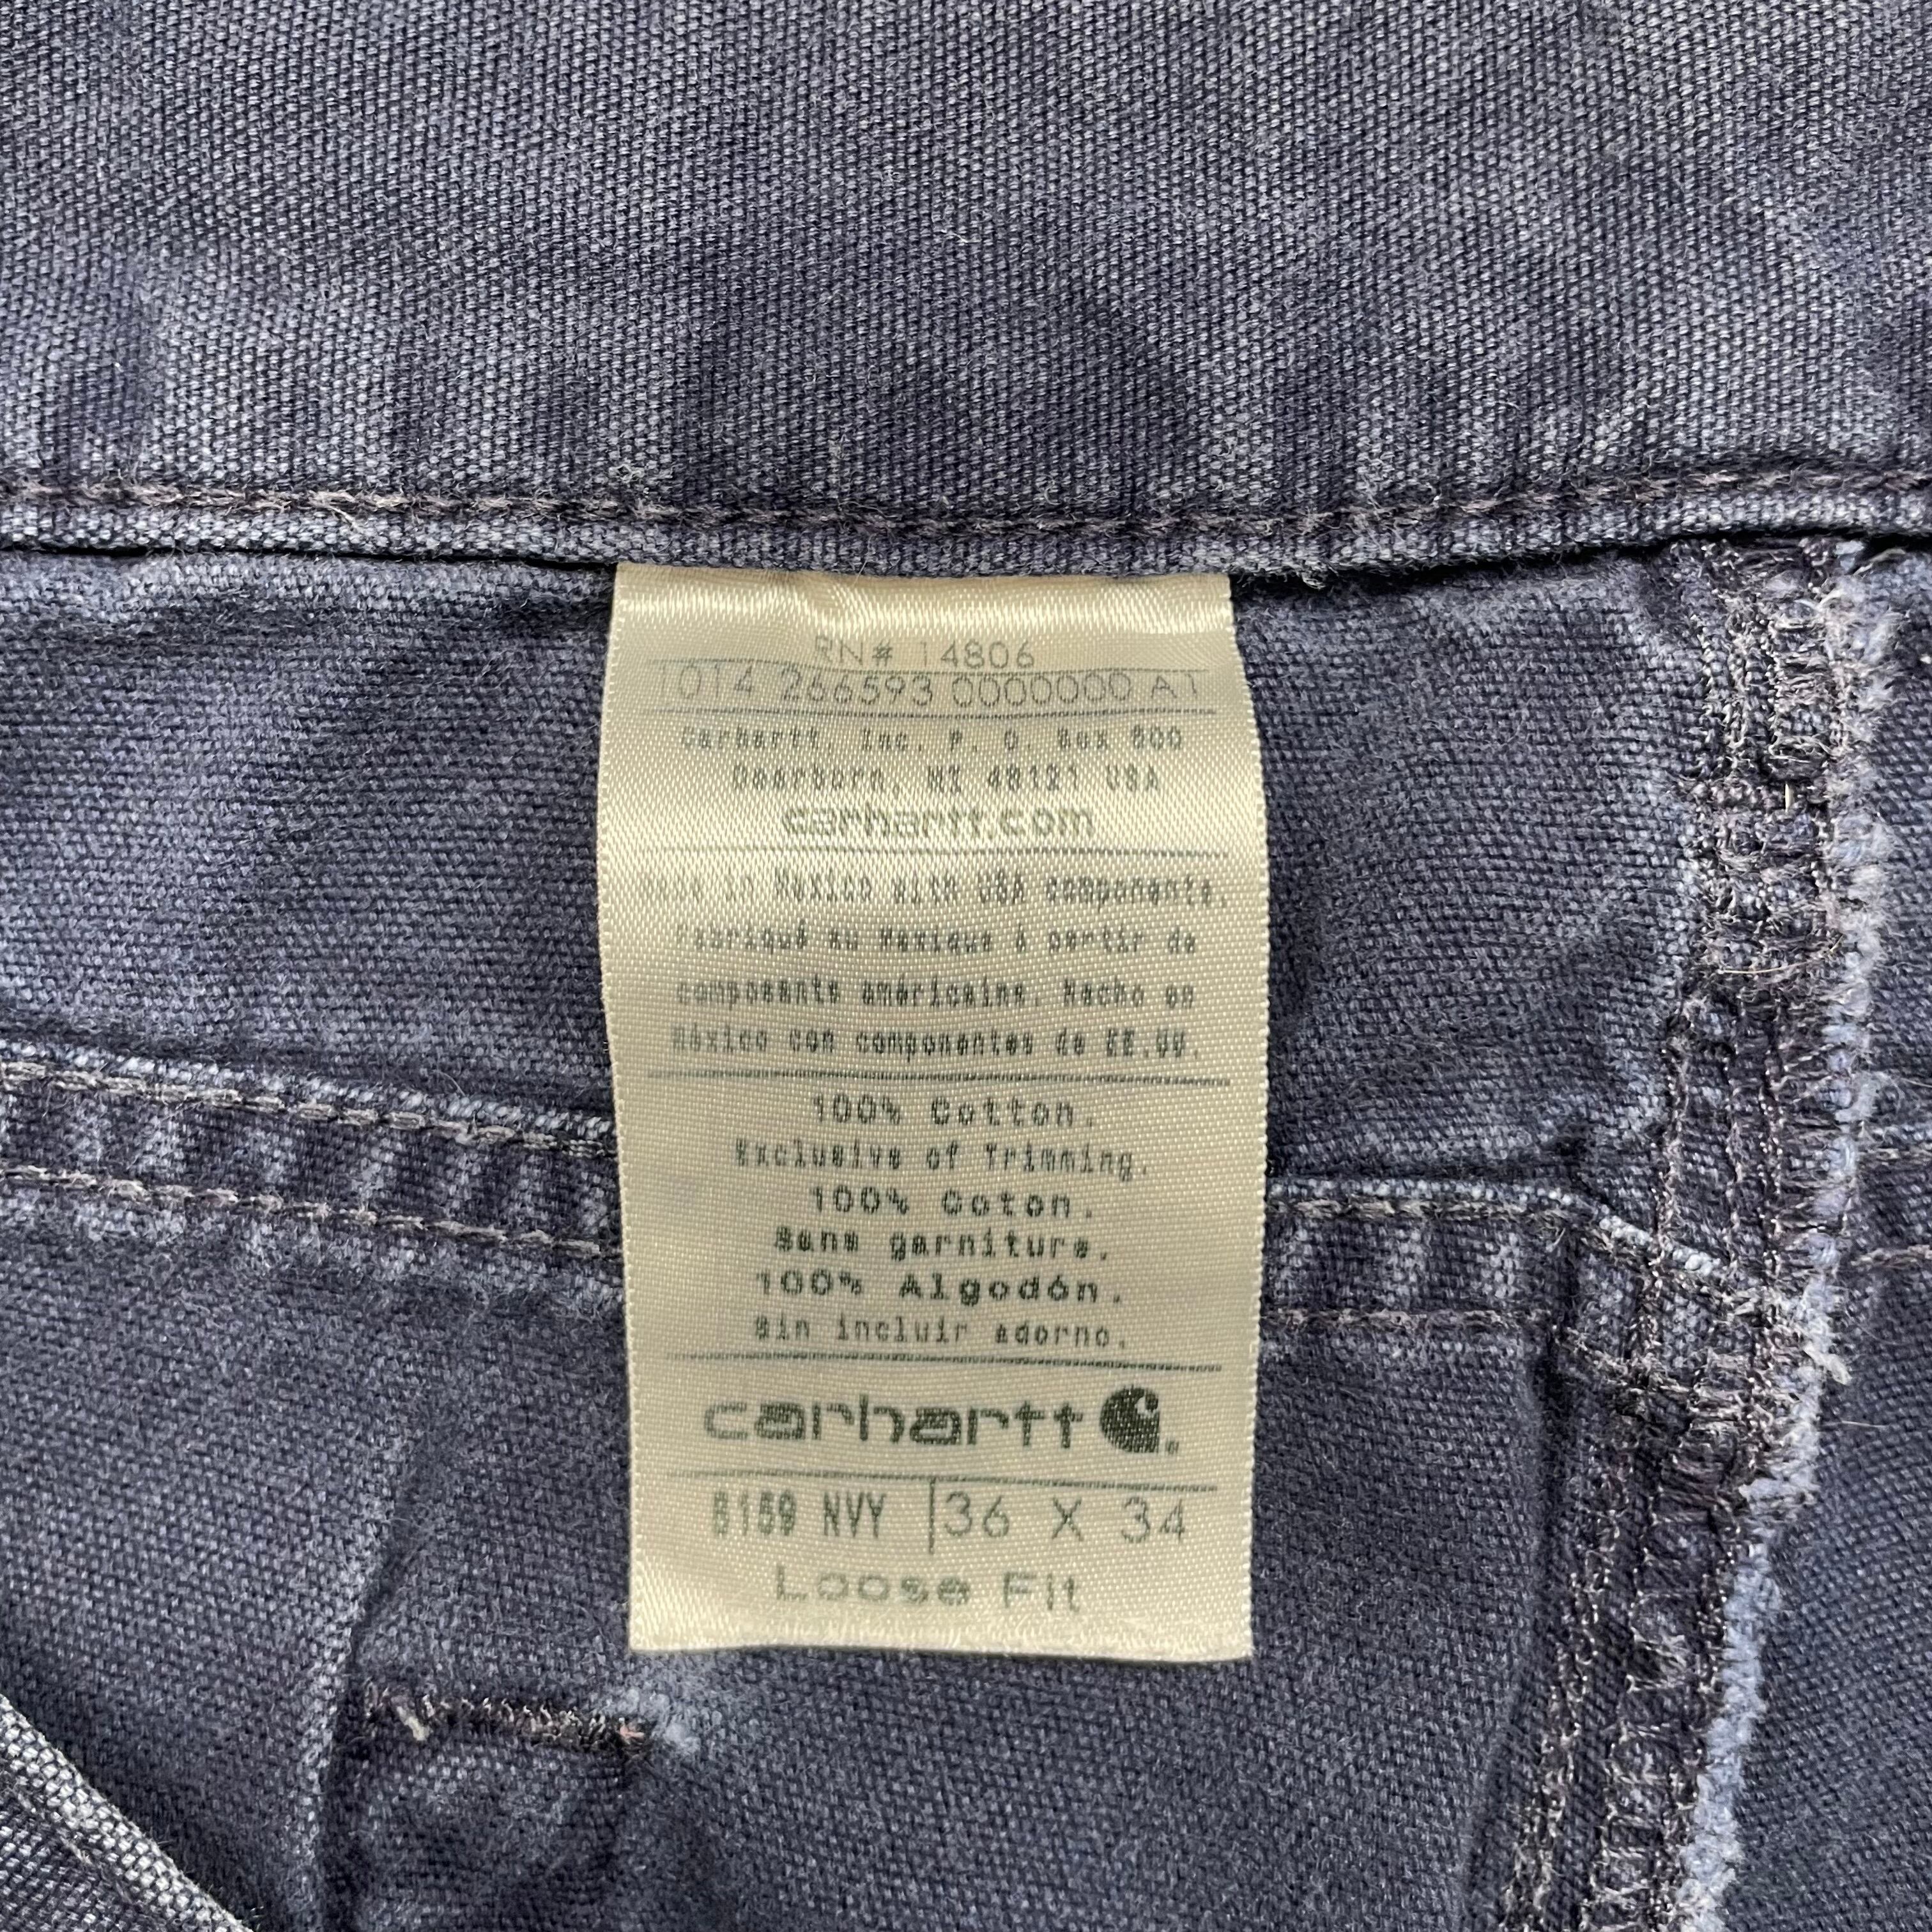 RN# 14806
1014 266593 0000000 A1
Carhartt, Inc. P. O. Box 600
Dearborn, MI 48121 USA
carhartt.com
Made in Mexico with USA components.
Fabriqué au Mexique à partir de
composants américains. Hecho en
México con componentes de EE.UU.
100% Cotton.
Exclusive of Trimming.
100% Coton.
Sans garniture.
100% Algodón.
Sin incluir adorno.
carhartt
B159 NVY 36 X 34
Loose Fit